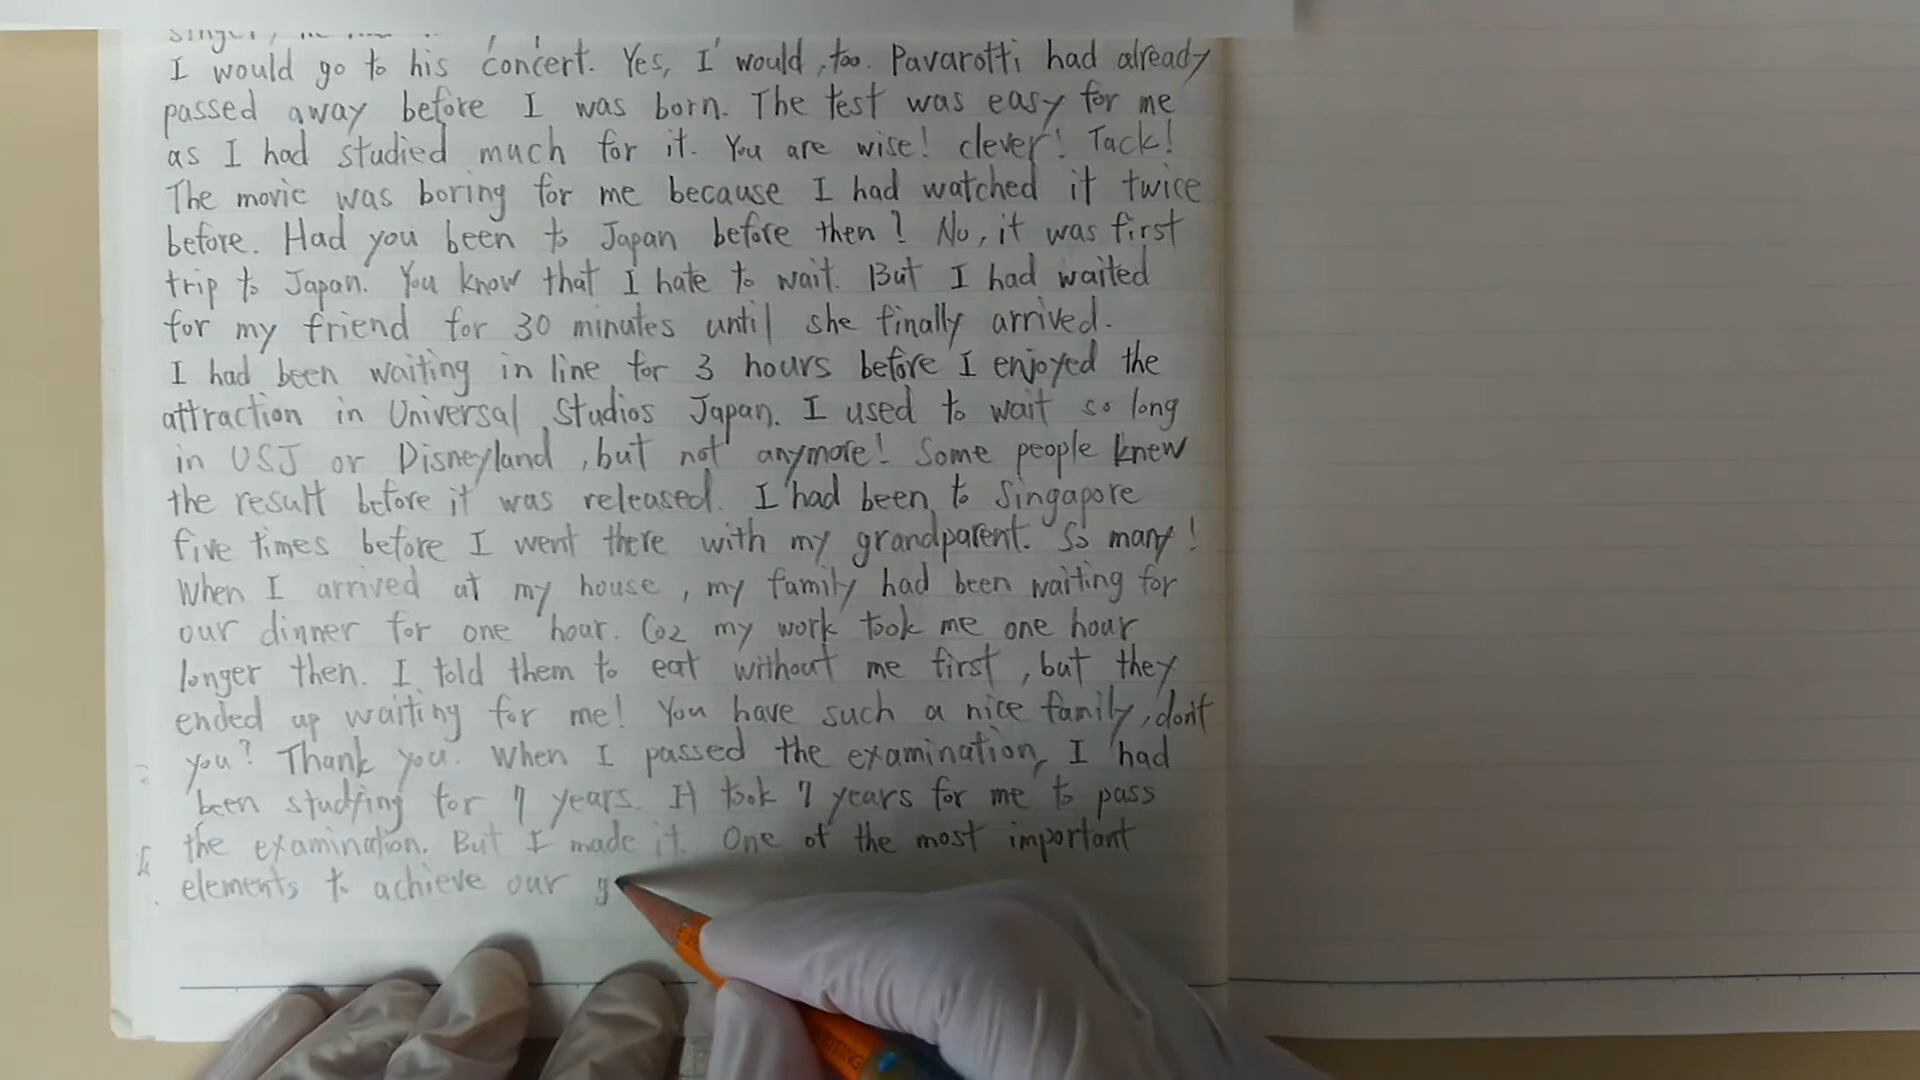 I would go to his concert. Yes, I would, too. Pavarotti had already
passed away before I was born. The test was easy for me
as I had studied much for it. You are wise! clever! Tack!
The movie was boring for me because I had watched it twice
before. Had you been to Japan before then? No, it was first
trip to Japan. You know that I hate to wait. But I had waited
for my friend for 30 minutes until she finally arrived.
I had been waiting in line for 3 hours before I enjoyed the
attraction in Universal Studios Japan. I used to wait so long
in USJ or Disneyland, but not anymore! Some people knew
the result before it was released. I had been to Singapore
five times before I went there with my grandparent. So many!
When I arrived at my house, my family had been waiting for
our dinner for one hour. Coz my work took me one hour
longer then. I told them to eat without me first, but they
ended up waiting for me! You have such a nice family, don't
you? Thank you. When I passed the examination, I had
been studying for 7 years. It took 7 years for me to pass
the examination. But I made it. One of the most important
elements to achieve our g